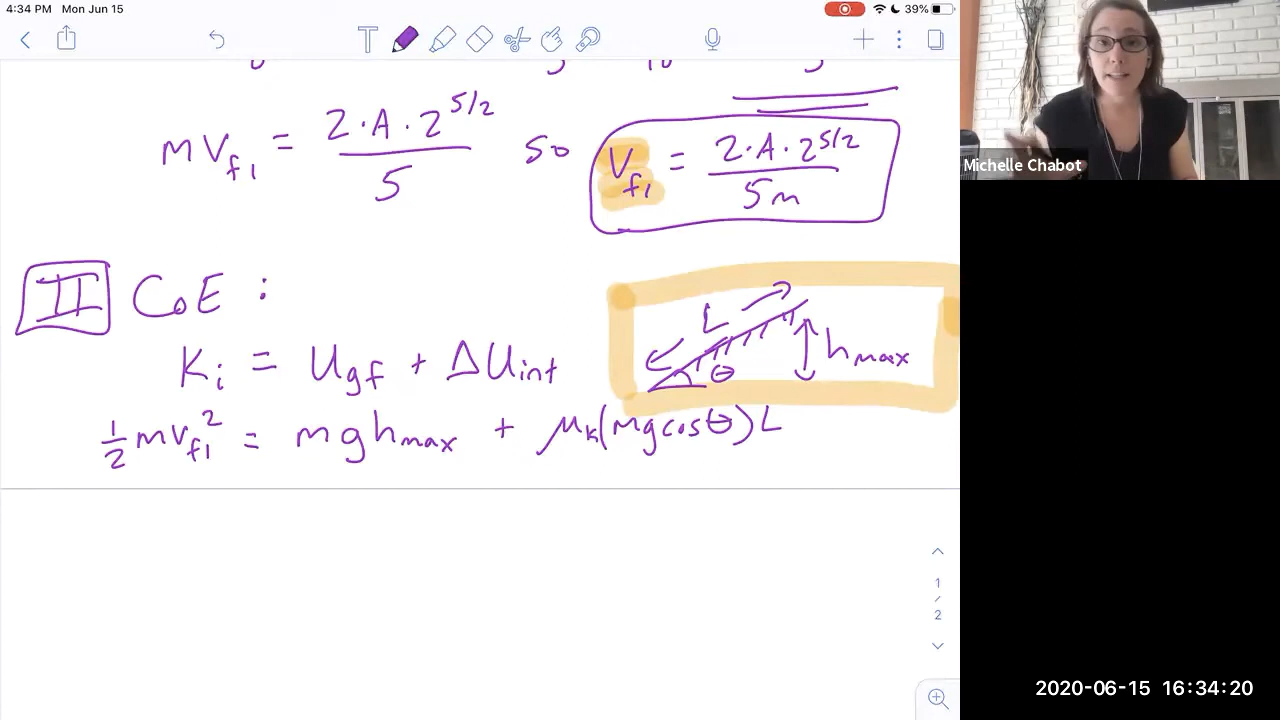 4:34 PM Mon Jun 15
39%
mV_f1 = 2·A·2^5/2 / 5 so V_f1 = 2·A·2^5/2 / 5m
II CoE :
K_i = U_gf + ΔU_int
L
θ
h_max
1/2 mv_f1^2 = mgh_max + μ_k(mgcosθ)L
1
/
2
Michelle Chabot
2020-06-15 16:34:20